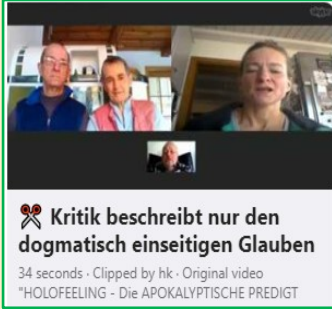 Kritik beschreibt nur den
dogmatisch einseitigen Glauben
34 seconds · Clipped by hk · Original video
"HOLOFEELING - Die APOKALYPTISCHE PREDIGT